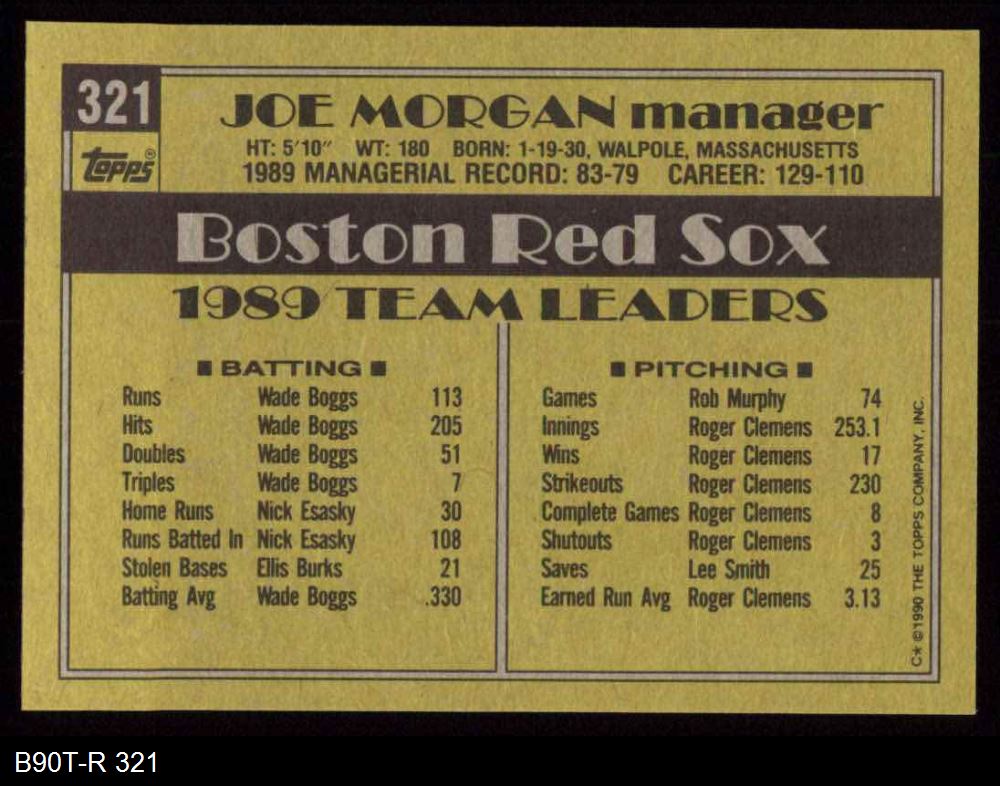 321
Topps®
JOE MORGAN manager
HT: 5'10" WT: 180 BORN: 1-19-30, WALPOLE, MASSACHUSETTS
1989 MANAGERIAL RECORD: 83-79 CAREER: 129-110
Boston Red Sox
1989 TEAM LEADERS
BATTING
Runs Wade Boggs 113
Hits Wade Boggs 205
Doubles Wade Boggs 51
Triples Wade Boggs 7
Home Runs Nick Esasky 30
Runs Batted In Nick Esasky 108
Stolen Bases Ellis Burks 21
Batting Avg Wade Boggs .330
PITCHING
Games Rob Murphy 74
Innings Roger Clemens 253.1
Wins Roger Clemens 17
Strikeouts Roger Clemens 230
Complete Games Roger Clemens 8
Shutouts Roger Clemens 3
Saves Lee Smith 25
Earned Run Avg Roger Clemens 3.13
C* © 1990 THE TOPPS COMPANY, INC.
B90T-R 321